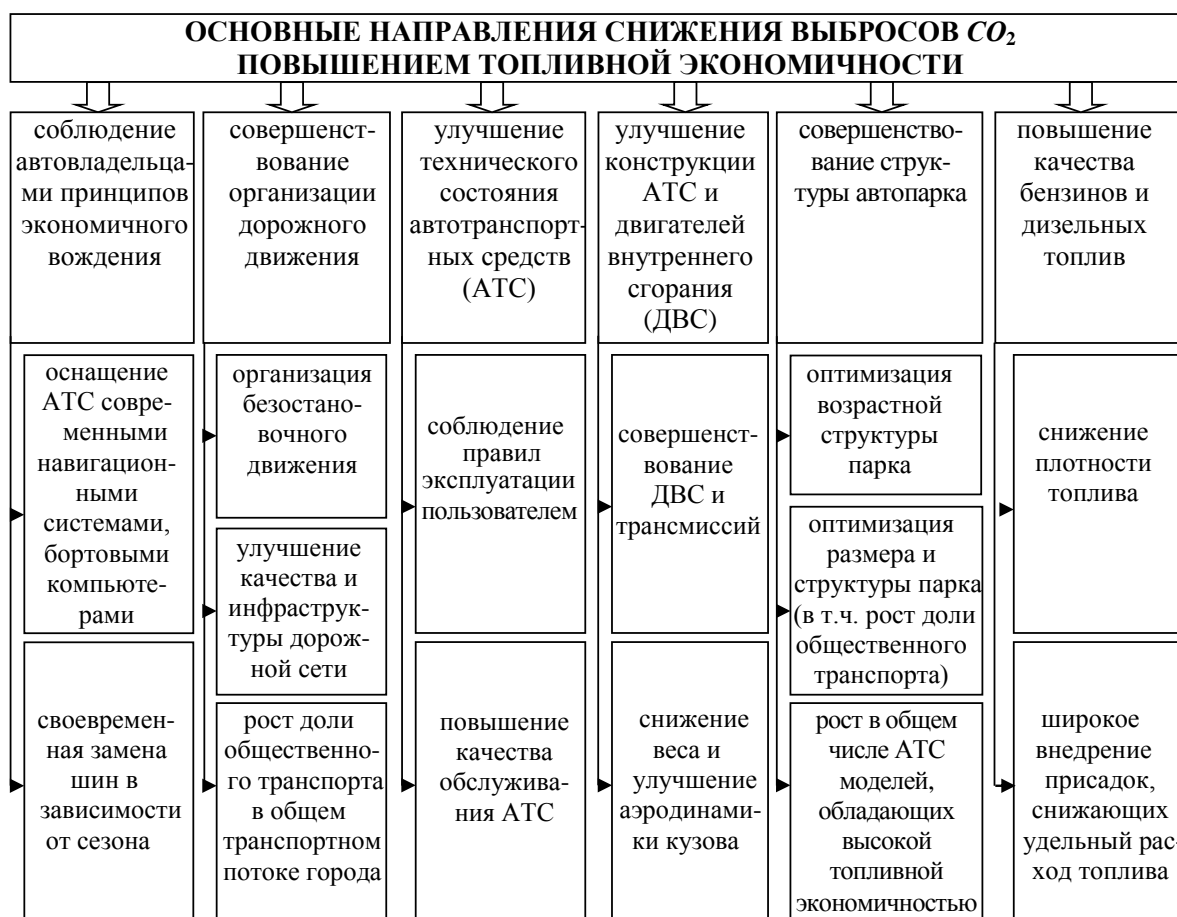 ОСНОВНЫЕ НАПРАВЛЕНИЯ СНИЖЕНИЯ ВЫБРОСОВ CO₂
ПОВЫШЕНИЕМ ТОПЛИВНОЙ ЭКОНОМИЧНОСТИ
соблюдение
автовладельца-
ми принципов
экономичного
вождения
совершенст-
вование
организации
дорожного
движения
улучшение
технического
состояния
автотранспорт-
ных средств
(АТС)
улучшение
конструкции
АТС и
двигателей
внутреннего
сгорания
(ДВС)
совершенство-
вание струк-
туры автопарка
повышение
качества
бензинов и
дизельных
топлив
оснащение
АТС совре-
менными
навигацион-
ными
системами,
бортовыми
компьюте-
рами
своевремен-
ная замена
шин в
зависимости
от сезона
организация
безостано-
вочного
движения
улучшение
качества и
инфраструк-
туры дорож-
ной сети
рост доли
общественно-
го транспорта
в общем
транспортном
потоке города
соблюдение
правил
эксплуатации
пользователем
повышение
качества
обслужива-
ния АТС
совершенст-
вование
ДВС и
трансмиссий
снижение
веса и
улучшение
аэродинами-
ки кузова
оптимизация
возрастной
структуры
парка
оптимизация
размера и
структуры парка
(в т.ч. рост доли
общественного
транспорта)
рост в общем
числе АТС
моделей,
обладающих
высокой
топливной
экономичностью
снижение
плотности
топлива
широкое
внедрение
присадок,
снижающих
удельный рас-
ход топлива